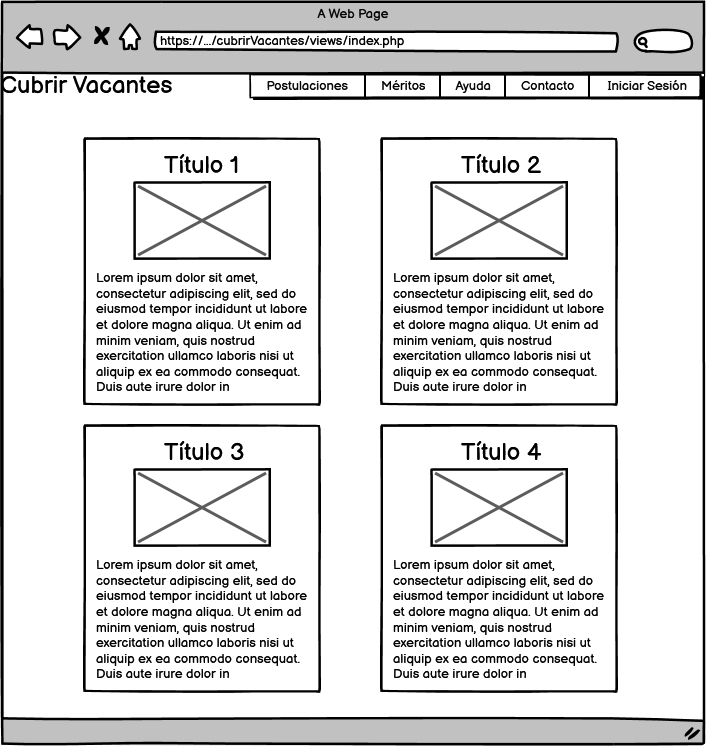 A Web Page
https://.../cubrirVacantes/views/index.php
Cubrir Vacantes
Postulaciones
Méritos
Ayuda
Contacto
Iniciar Sesión
Título 1
Lorem ipsum dolor sit amet,
consectetur adipiscing elit, sed do
eiusmod tempor incididunt ut labore
et dolore magna aliqua. Ut enim ad
minim veniam, quis nostrud
exercitation ullamco laboris nisi ut
aliquip ex ea commodo consequat.
Duis aute irure dolor in
Título 2
Lorem ipsum dolor sit amet,
consectetur adipiscing elit, sed do
eiusmod tempor incididunt ut labore
et dolore magna aliqua. Ut enim ad
minim veniam, quis nostrud
exercitation ullamco laboris nisi ut
aliquip ex ea commodo consequat.
Duis aute irure dolor in
Título 3
Lorem ipsum dolor sit amet,
consectetur adipiscing elit, sed do
eiusmod tempor incididunt ut labore
et dolore magna aliqua. Ut enim ad
minim veniam, quis nostrud
exercitation ullamco laboris nisi ut
aliquip ex ea commodo consequat.
Duis aute irure dolor in
Título 4
Lorem ipsum dolor sit amet,
consectetur adipiscing elit, sed do
eiusmod tempor incididunt ut labore
et dolore magna aliqua. Ut enim ad
minim veniam, quis nostrud
exercitation ullamco laboris nisi ut
aliquip ex ea commodo consequat.
Duis aute irure dolor in